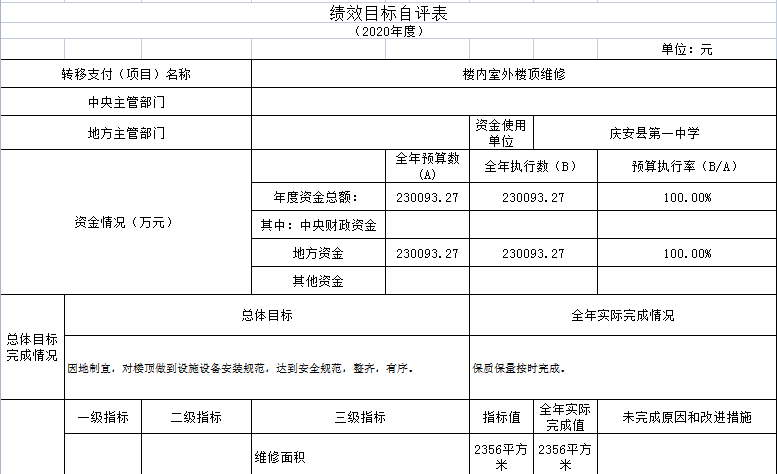 绩效目标自评表
（2020年度）
单位：元
转移支付（项目）名称 楼内室外楼顶维修
中央主管部门
地方主管部门 资金使用单位 庆安县第一中学
资金情况（万元） 全年预算数(A) 全年执行数（B） 预算执行率（B/A）
年度资金总额： 230093.27 230093.27 100.00%
其中：中央财政资金
地方资金 230093.27 230093.27 100.00%
其他资金
总体目标完成情况 总体目标 全年实际完成情况
因地制宜，对楼顶做到设施设备安装规范，达到安全规范，整齐，有序。 保质保量按时完成。
一级指标 二级指标 三级指标 指标值 全年实际完成值 未完成原因和改进措施
维修面积 2356平方米 2356平方米